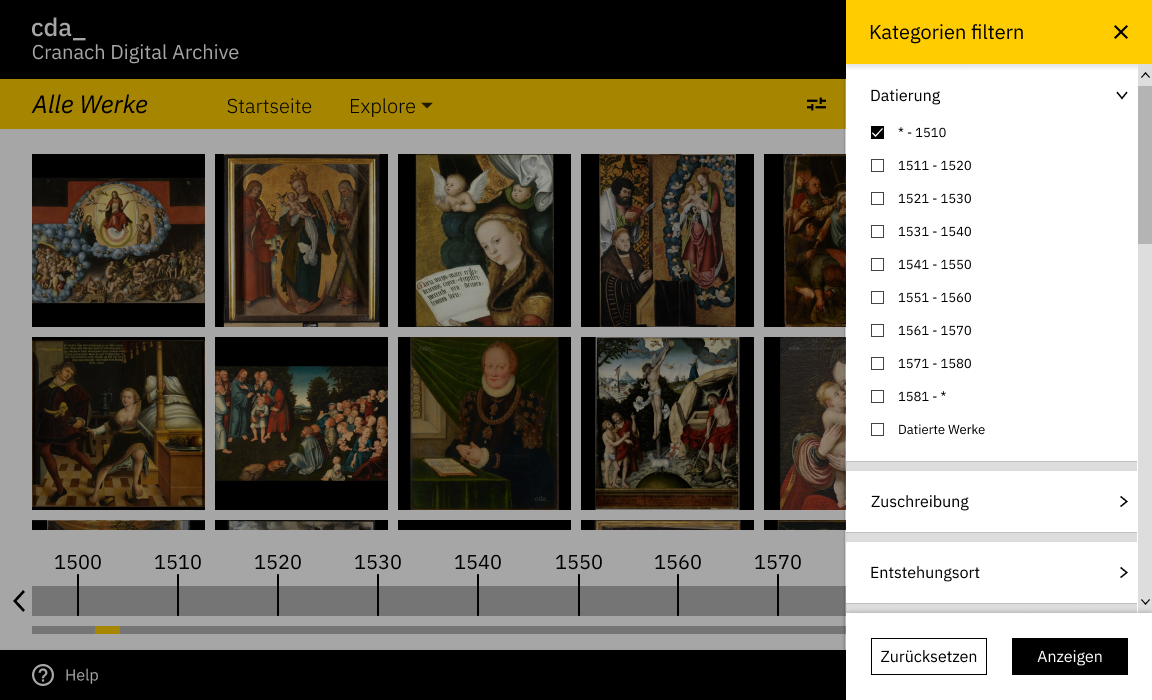 cda_
Cranach Digital Archive
Kategorien filtern
Alle Werke
Startseite
Explore
Datierung
* - 1510
1511 - 1520
1521 - 1530
1531 - 1540
1541 - 1550
1551 - 1560
1561 - 1570
1571 - 1580
1581 - *
Datierte Werke
Zuschreibung
Entstehungsort
1500
1510
1520
1530
1540
1550
1560
1570
Zurücksetzen
Anzeigen
Help
cda_